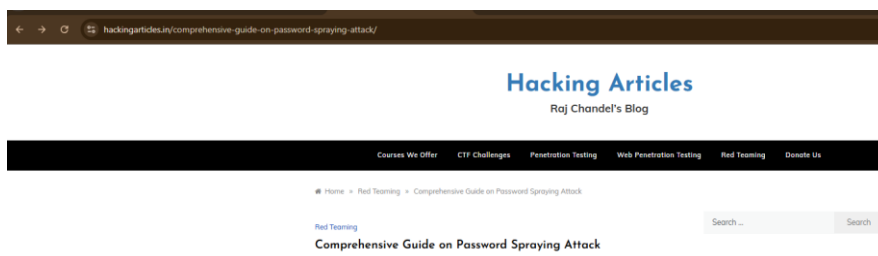 hackingarticles.in/comprehensive-guide-on-password-spraying-attack/
Hacking Articles
Raj Chandel's Blog
Courses We Offer CTF Challenges Penetration Testing Web Penetration Testing Red Teaming Donate Us
Home » Red Teaming » Comprehensive Guide on Password Spraying Attack
Search ... Search
Red Teaming
Comprehensive Guide on Password Spraying Attack